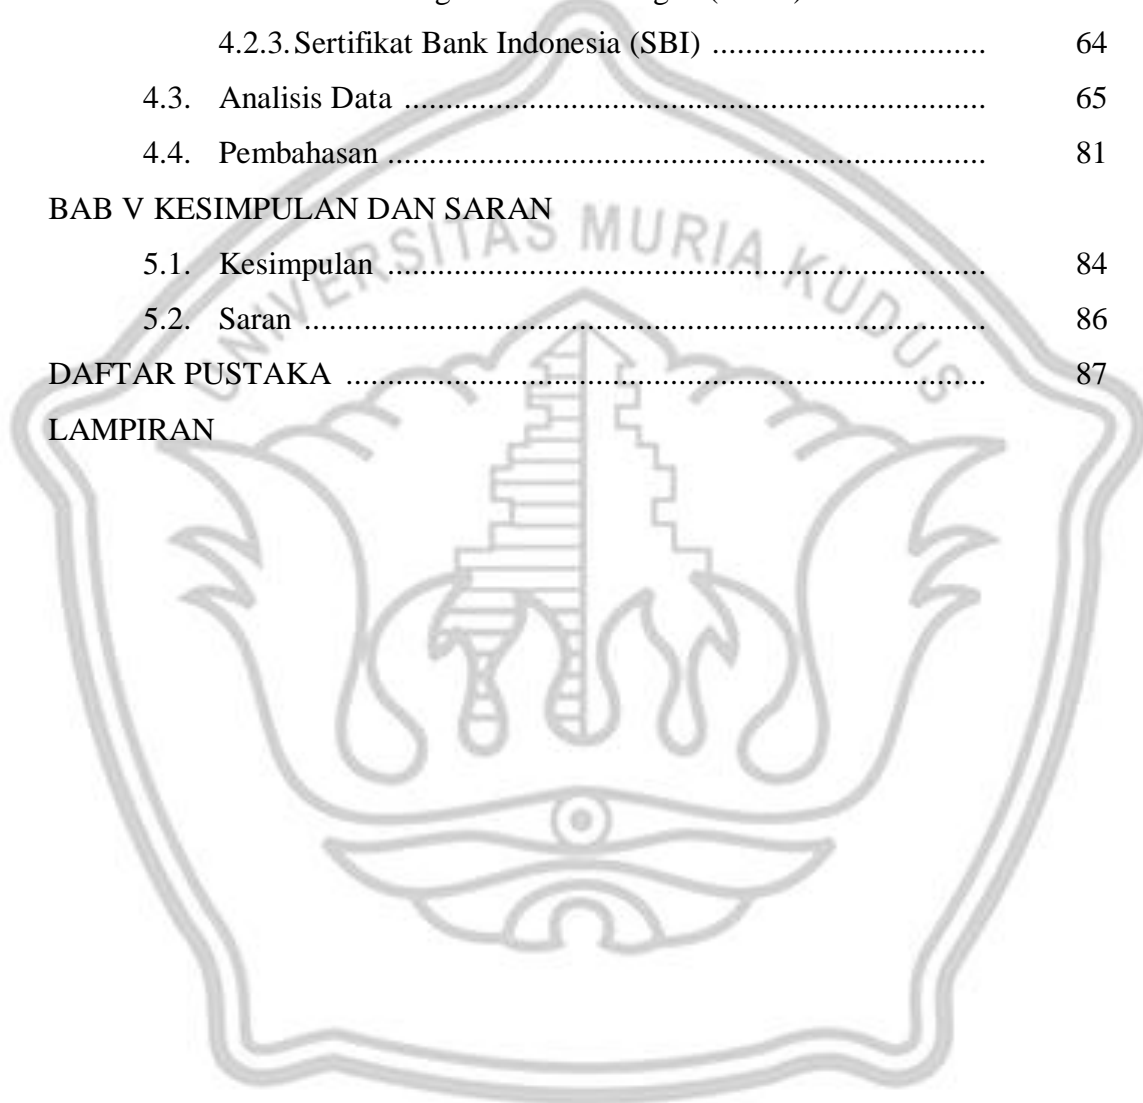 4.2.3. Sertifikat Bank Indonesia (SBI) ................................. 64
4.3. Analisis Data ...................................................................... 65
4.4. Pembahasan ........................................................................ 81
BAB V KESIMPULAN DAN SARAN
5.1. Kesimpulan ........................................................................ 84
5.2. Saran .................................................................................. 86
DAFTAR PUSTAKA ............................................................................. 87
LAMPIRAN
UNIVERSITAS MURIA KUDUS